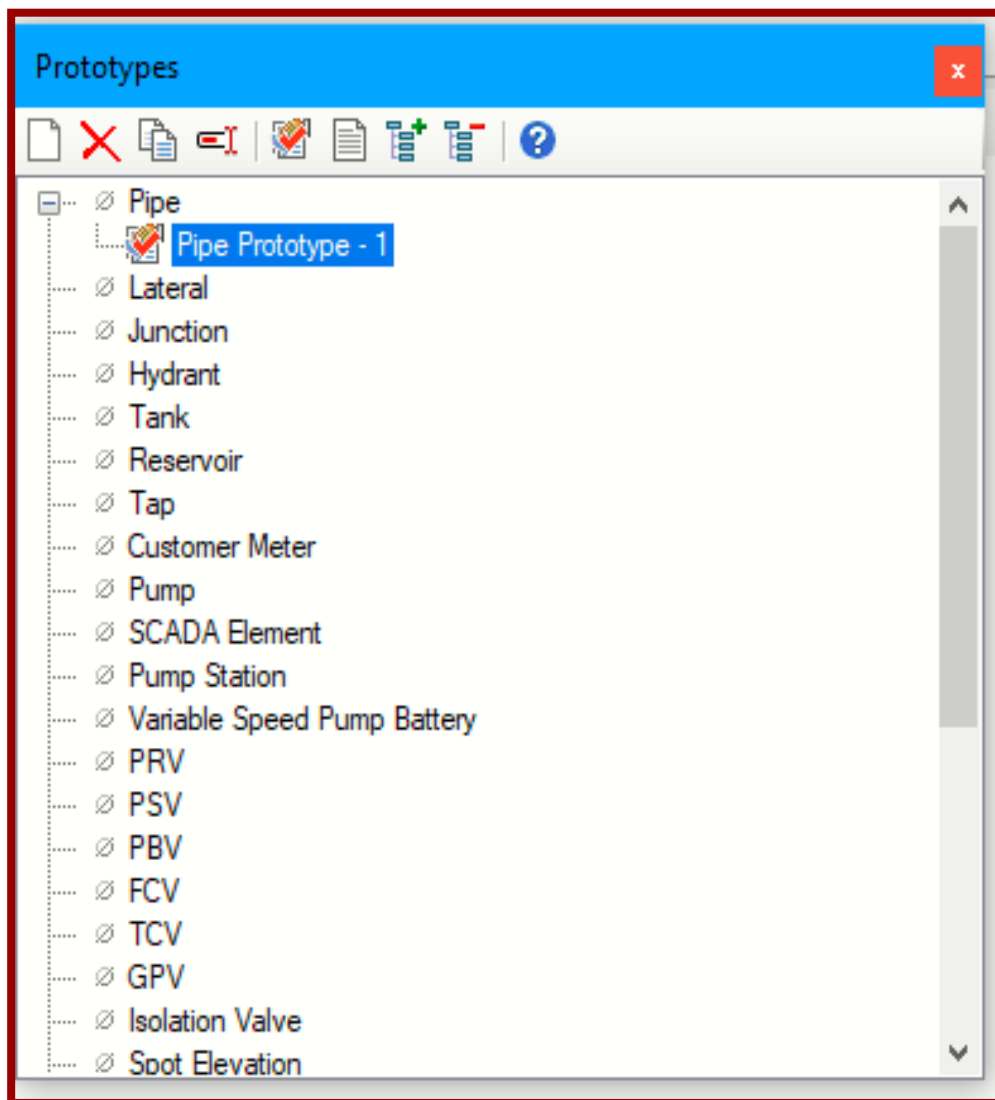 Prototypes
x
Pipe
Pipe Prototype - 1
Lateral
Junction
Hydrant
Tank
Reservoir
Tap
Customer Meter
Pump
SCADA Element
Pump Station
Variable Speed Pump Battery
PRV
PSV
PBV
FCV
TCV
GPV
Isolation Valve
Spot Elevation